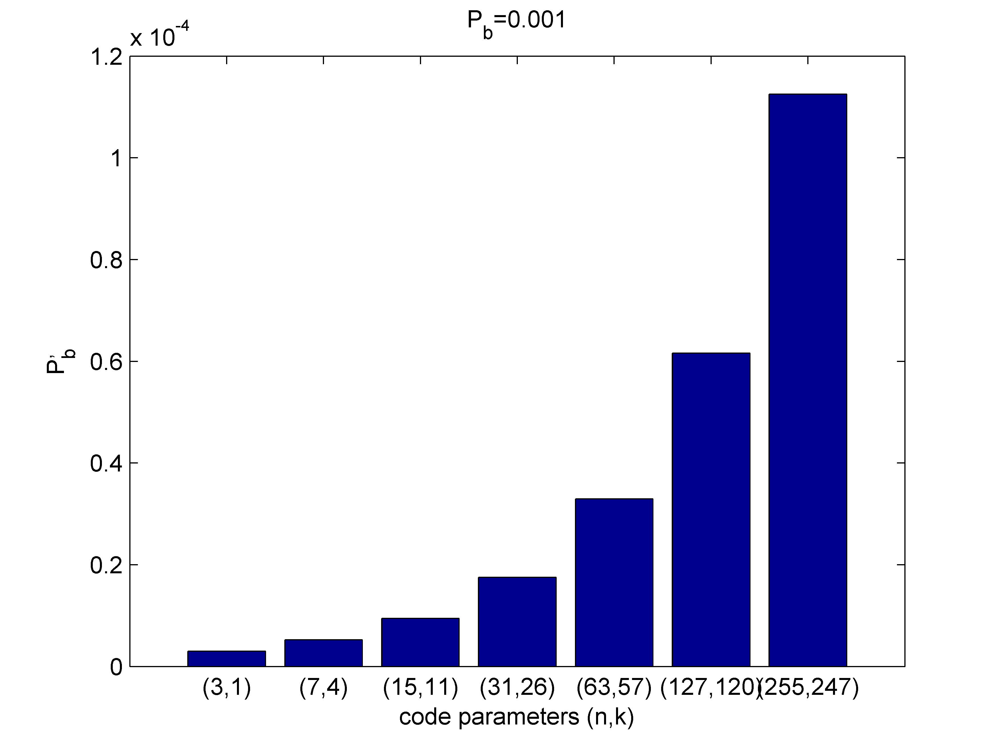 P_b=0.001
x 10^-4
1.2
1
0.8
0.6
0.4
0.2
0
P'_b
(3,1) (7,4) (15,11) (31,26) (63,57) (127,120) (255,247)
code parameters (n,k)